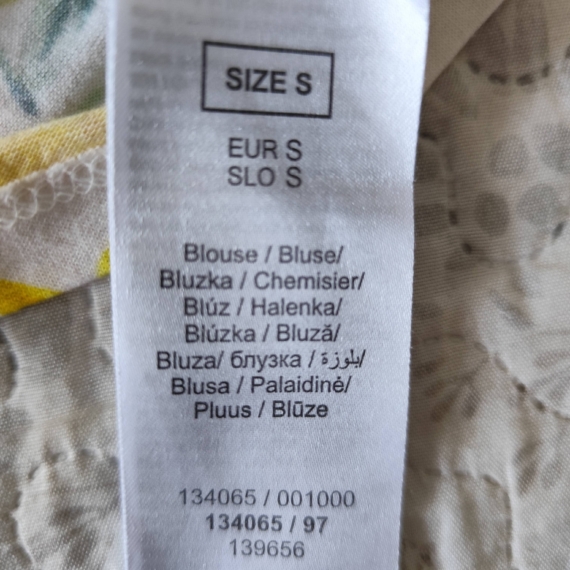 SIZE S
EUR S
SLO S
Blouse / Bluse/
Bluzka / Chemisier/
Blúz / Halenka/
Blúzka / Bluză/
Bluza/ блузка / بلوزة/
Blusa / Palaidinė/
Pluus / Blūze
134065 / 001000
134065 / 97
139656